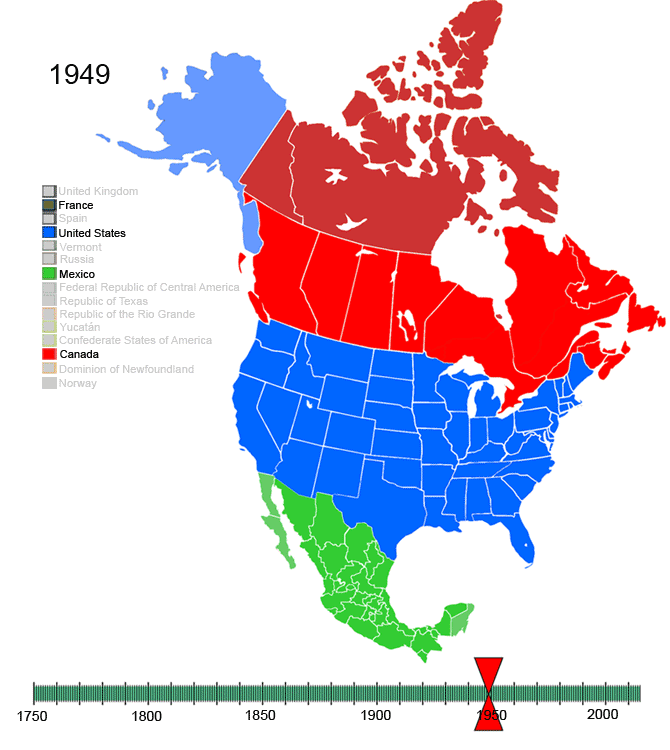 1949
United Kingdom
France
Spain
United States
Vermont
Russia
Mexico
Federal Republic of Central America
Republic of Texas
Republic of the Rio Grande
Yucatán
Confederate States of America
Canada
Dominion of Newfoundland
Norway
1750 1800 1850 1900 1950 2000